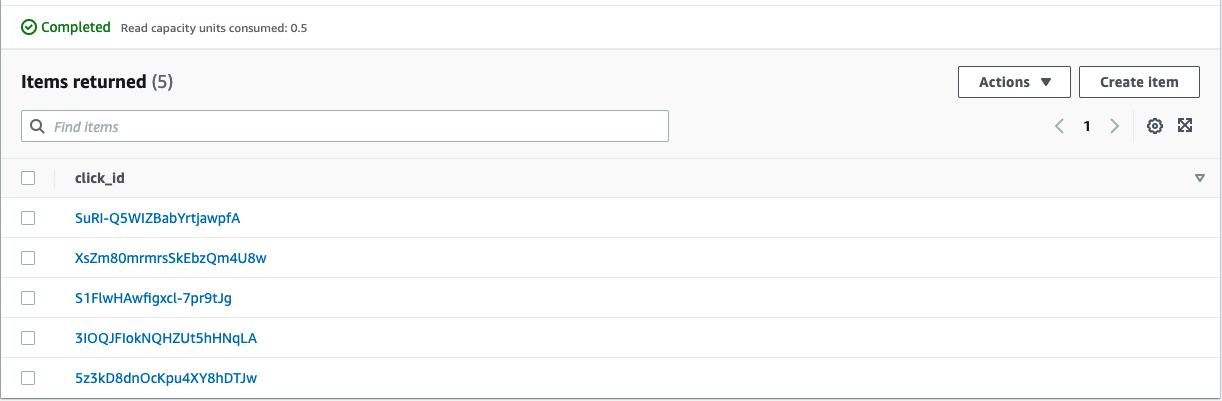 Completed Read capacity units consumed: 0.5
Items returned (5)
Actions
Create item
Find items
1
click_id
SuRI-Q5WIZBabYrtjawpfA
XsZm80mrmrsSkEbzQm4U8w
S1FlwHAwfigxcl-7pr9tJg
3IOQJFIokNQHZUt5hHNqLA
5z3kD8dnOcKpu4XY8hDTJw